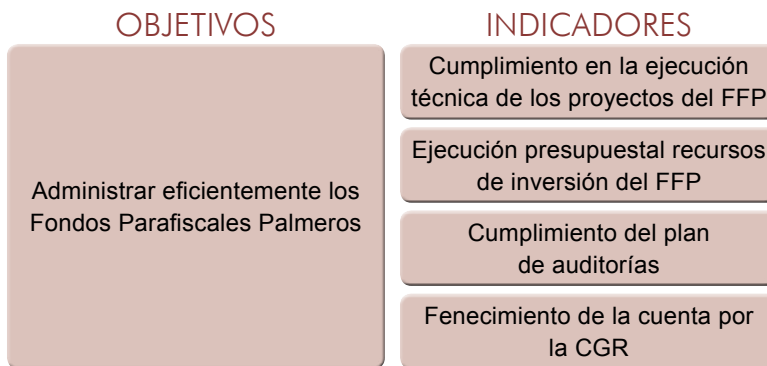 OBJETIVOS
INDICADORES
Administrar eficientemente los
Fondos Parafiscales Palmeros
Cumplimiento en la ejecución
técnica de los proyectos del FFP
Ejecución presupuestal recursos
de inversión del FFP
Cumplimiento del plan
de auditorías
Fenecimiento de la cuenta por
la CGR